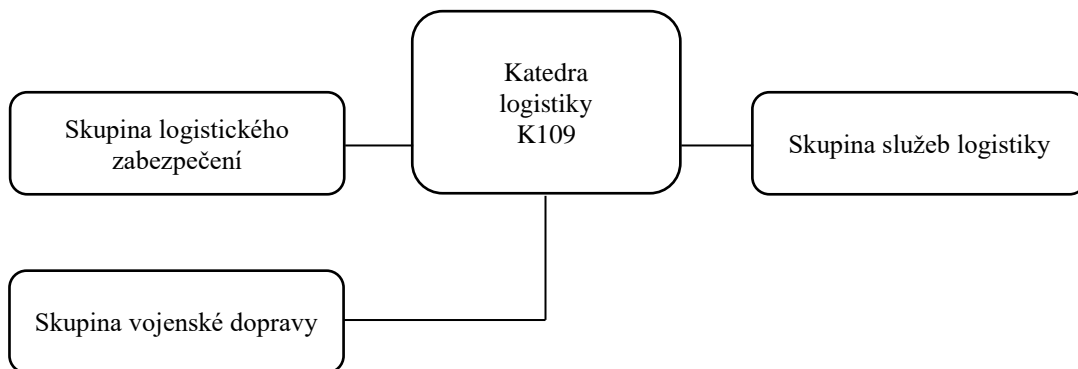 Katedra
logistiky
K109
Skupina logistického
zabezpečení
Skupina služeb logistiky
Skupina vojenské dopravy